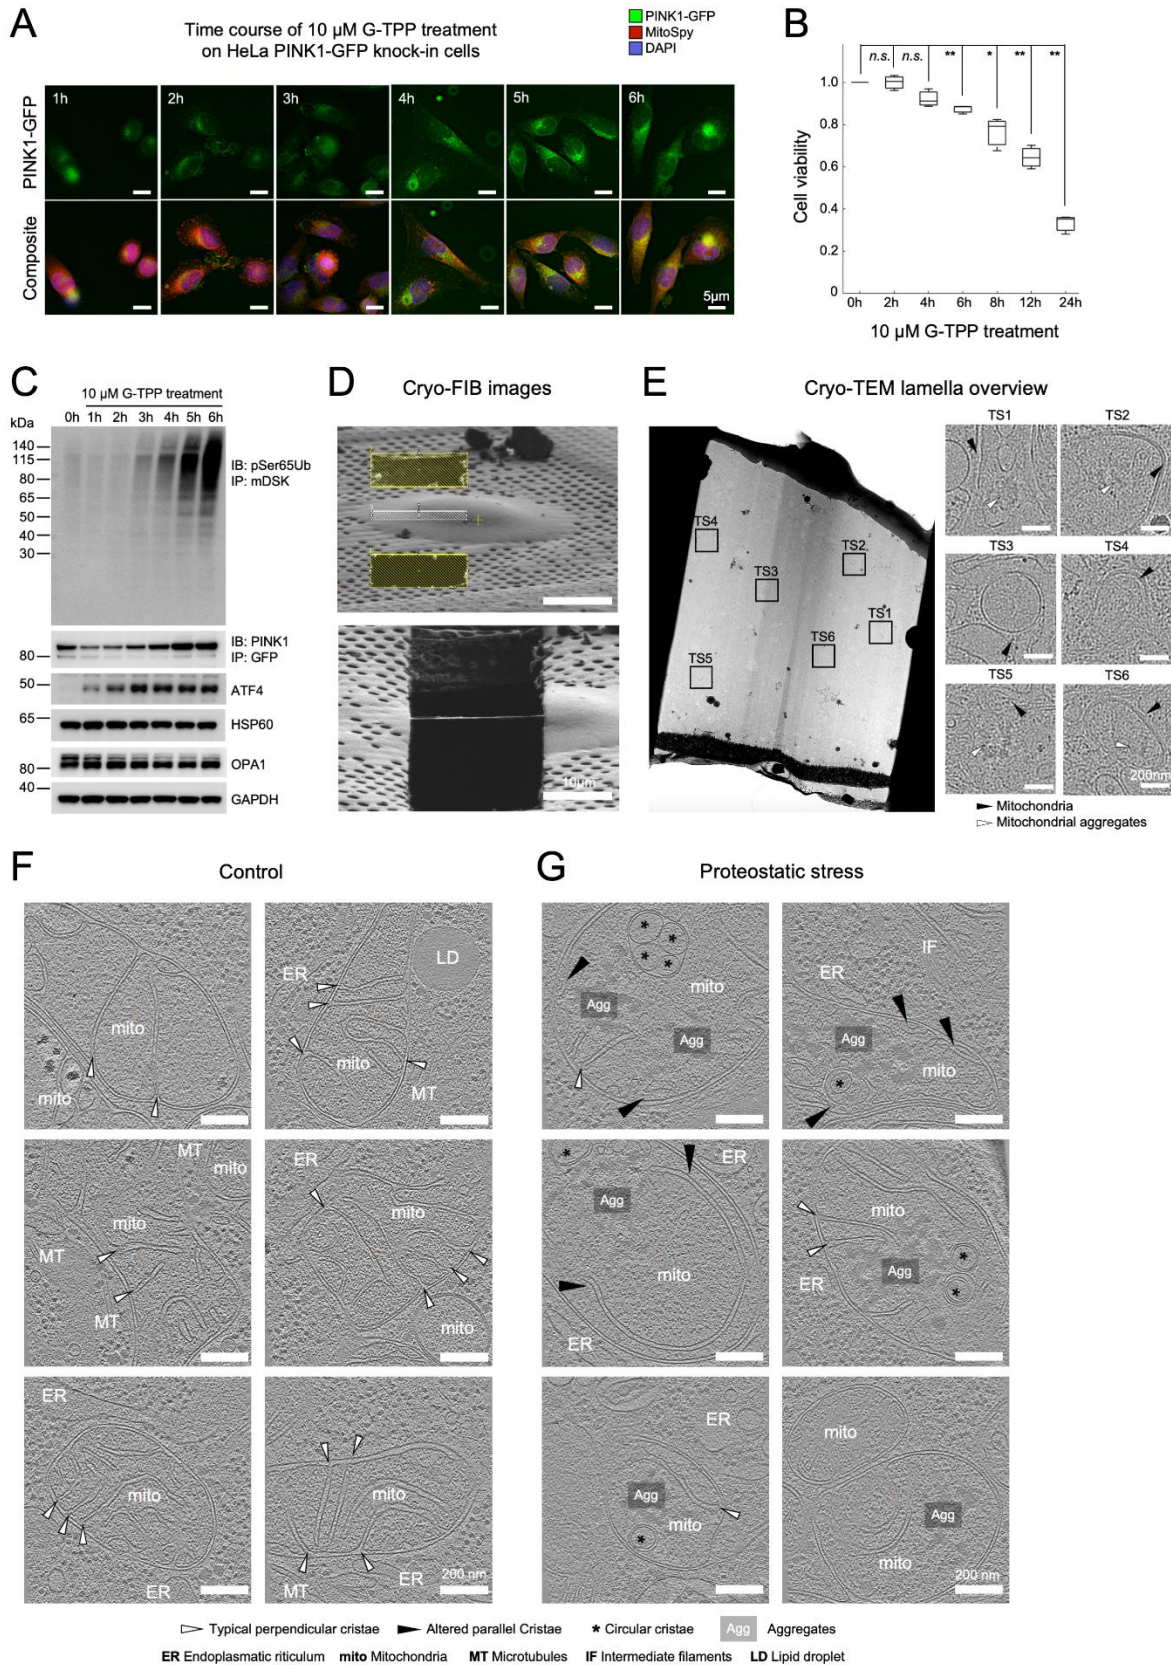 A
Time course of 10 µM G-TPP treatment
on HeLa PINK1-GFP knock-in cells
PINK1-GFP
MitoSpy
DAPI
PINK1-GFP
Composite
1h
2h
3h
4h
5h
6h
5µm
B
Cell viability
1.0
0.8
0.6
0.4
0.2
0
n.s.
n.s.
**
*
**
**
0h
2h
4h
6h
8h
12h
24h
10 µM G-TPP treatment
C
10 µM G-TPP treatment
kDa
0h 1h 2h 3h 4h 5h 6h
140
115
80
65
50
40
30
IB: pSer65Ub
IP: mDSK
80
IB: PINK1
IP: GFP
50
ATF4
65
HSP60
80
OPA1
40
GAPDH
D
Cryo-FIB images
10µm
E
Cryo-TEM lamella overview
TS4
TS2
TS3
TS1
TS6
TS5
TS1
TS2
TS3
TS4
TS5
TS6
200nm
Mitochondria
Mitochondrial aggregates
F
Control
mito
mito
ER
LD
mito
MT
MT
mito
mito
MT
MT
ER
mito
mito
ER
mito
ER
mito
MT
ER
200 nm
G
Proteostatic stress
* * * *
mito
Agg
Agg
IF
ER
Agg
mito
*
*
ER
Agg
mito
ER
mito
Agg
*
*
ER
ER
Agg
mito
*
mito
Agg
mito
200 nm
Typical perpendicular cristae
Altered parallel Cristae
* Circular cristae
Agg Aggregates
ER Endoplasmatic riticulum mito Mitochondria MT Microtubules IF Intermediate filaments LD Lipid droplet